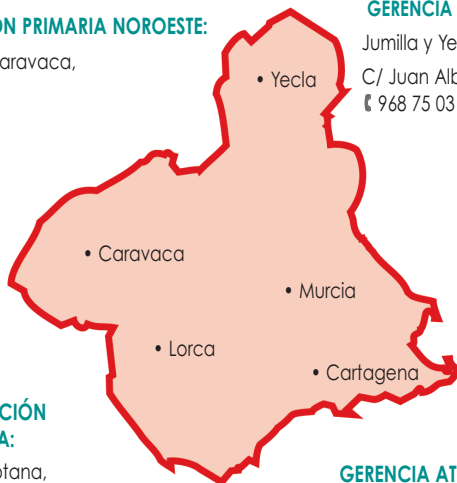 ÓN PRIMARIA NOROESTE:
aravaca,
GERENCIA
Jumilla y Ye
C/ Juan Alb
968 75 03
• Yecla
• Caravaca
• Murcia
• Lorca
• Cartagena
CIÓN
A:
otana,
GERENCIA AT